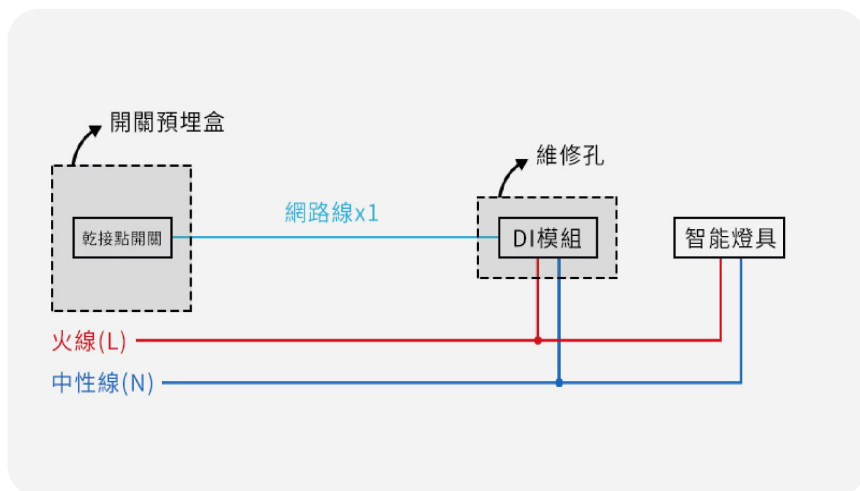 開關預埋盒
維修孔
網路線x1
乾接點開關
DI模組
智能燈具
火線(L)
中性線(N)